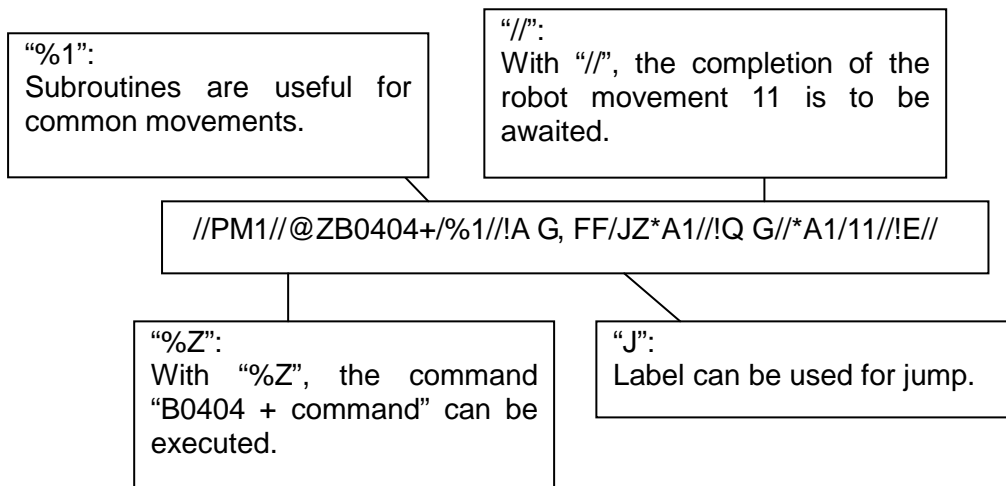 “%1”:
Subroutines are useful for
common movements.
“//”:
With “//”, the completion of the
robot movement 11 is to be
awaited.
//PM1//@ZB0404+/%1//!A G, FF/JZ*A1//!Q G//*A1/11//!E//
“%Z”:
With “%Z”, the command
“B0404 + command” can be
executed.
“J”:
Label can be used for jump.